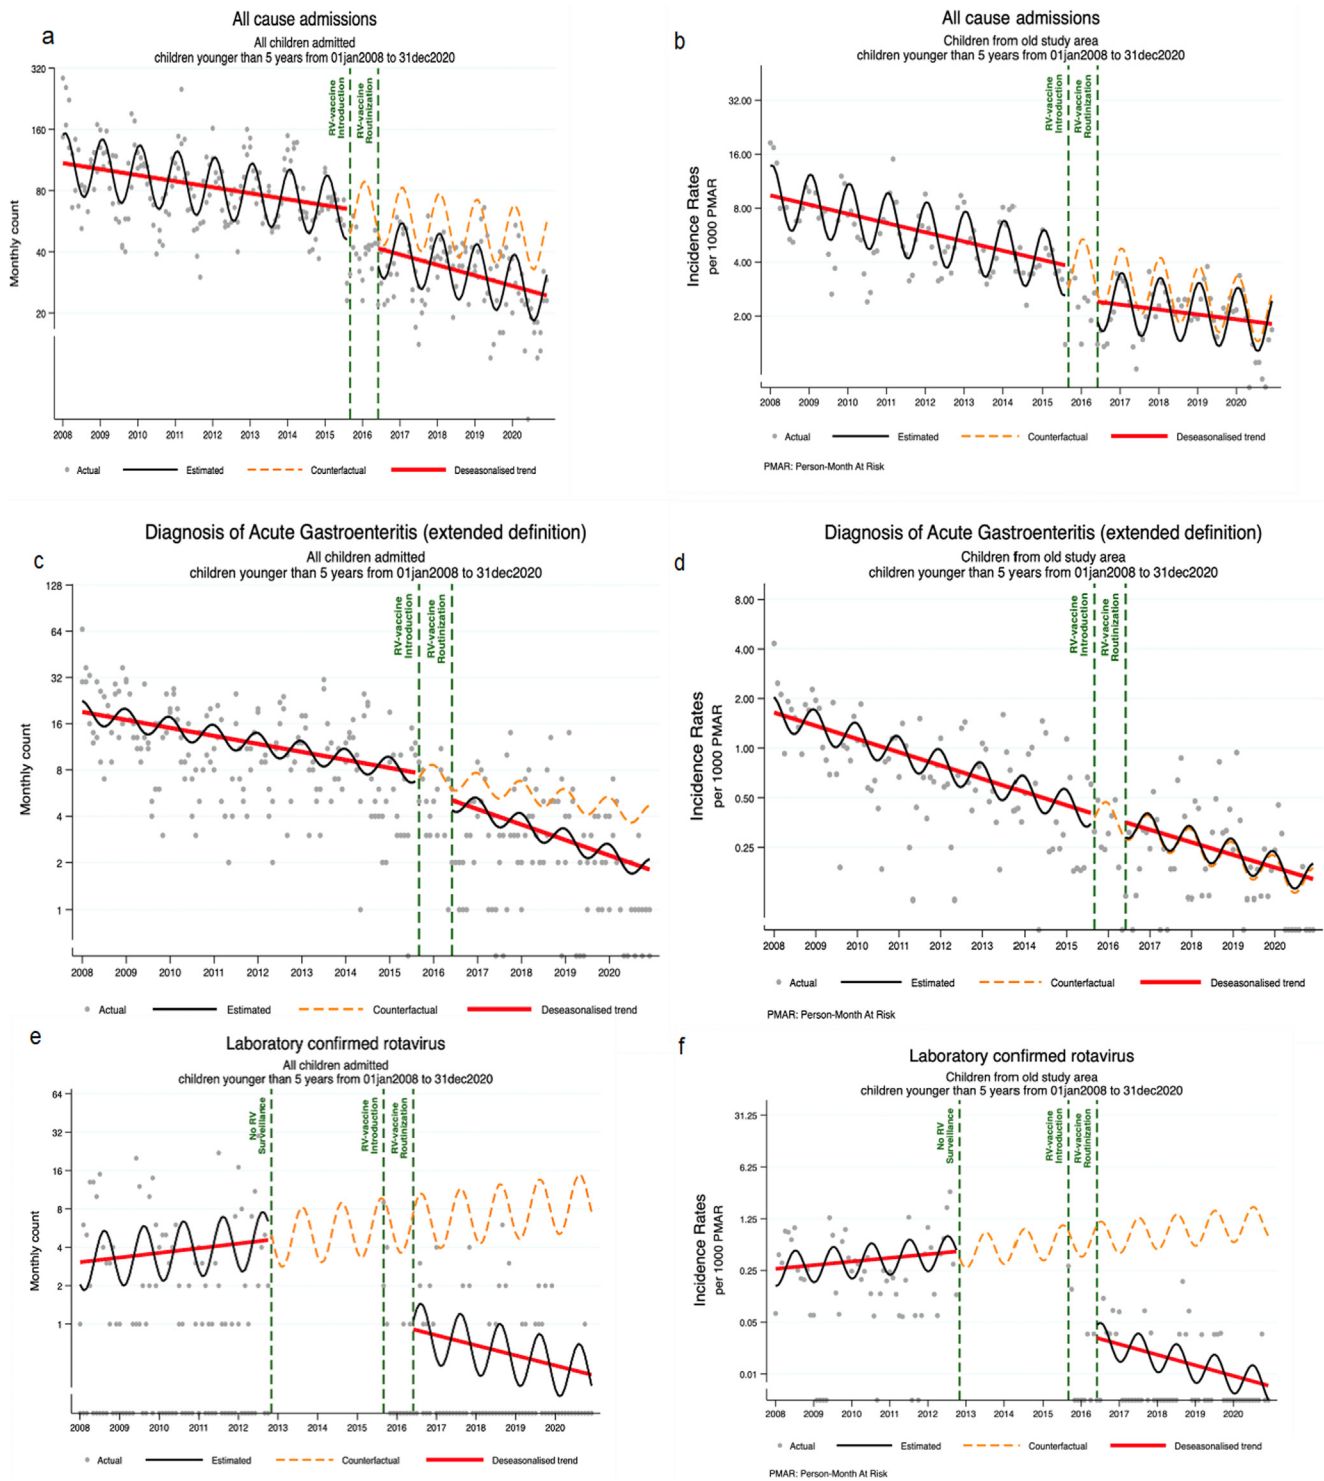 a
All cause admissions
All children admitted
children younger than 5 years from 01jan2008 to 31dec2020
Monthly count
320
160
80
40
20
RV-vaccine
Introduction
RV-vaccine
Routinization
2008 2009 2010 2011 2012 2013 2014 2015 2016 2017 2018 2019 2020
Actual Estimated Counterfactual Deseasonalised trend
b
All cause admissions
Children from old study area
children younger than 5 years from 01jan2008 to 31dec2020
Incidence Rates
per 1000 PMAR
32.00
16.00
8.00
4.00
2.00
RV-vaccine
Introduction
RV-vaccine
Routinization
2008 2009 2010 2011 2012 2013 2014 2015 2016 2017 2018 2019 2020
Actual Estimated Counterfactual Deseasonalised trend
PMAR: Person-Month At Risk
c
Diagnosis of Acute Gastroenteritis (extended definition)
All children admitted
children younger than 5 years from 01jan2008 to 31dec2020
Monthly count
128
64
32
16
8
4
2
1
RV-vaccine
Introduction
RV-vaccine
Routinization
2008 2009 2010 2011 2012 2013 2014 2015 2016 2017 2018 2019 2020
Actual Estimated Counterfactual Deseasonalised trend
d
Diagnosis of Acute Gastroenteritis (extended definition)
Children from old study area
children younger than 5 years from 01jan2008 to 31dec2020
Incidence Rates
per 1000 PMAR
8.00
4.00
2.00
1.00
0.50
0.25
RV-vaccine
Introduction
RV-vaccine
Routinization
2008 2009 2010 2011 2012 2013 2014 2015 2016 2017 2018 2019 2020
Actual Estimated Counterfactual Deseasonalised trend
PMAR: Person-Month At Risk
e
Laboratory confirmed rotavirus
All children admitted
children younger than 5 years from 01jan2008 to 31dec2020
Monthly count
64
32
16
8
4
2
1
No RV
Surveillance
RV-vaccine
Introduction
RV-vaccine
Routinization
2008 2009 2010 2011 2012 2013 2014 2015 2016 2017 2018 2019 2020
Actual Estimated Counterfactual Deseasonalised trend
f
Laboratory confirmed rotavirus
Children from old study area
children younger than 5 years from 01jan2008 to 31dec2020
Incidence Rates
per 1000 PMAR
31.25
6.25
1.25
0.25
0.05
0.01
No RV
Surveillance
RV-vaccine
Introduction
RV-vaccine
Routinization
2008 2009 2010 2011 2012 2013 2014 2015 2016 2017 2018 2019 2020
Actual Estimated Counterfactual Deseasonalised trend
PMAR: Person-Month At Risk